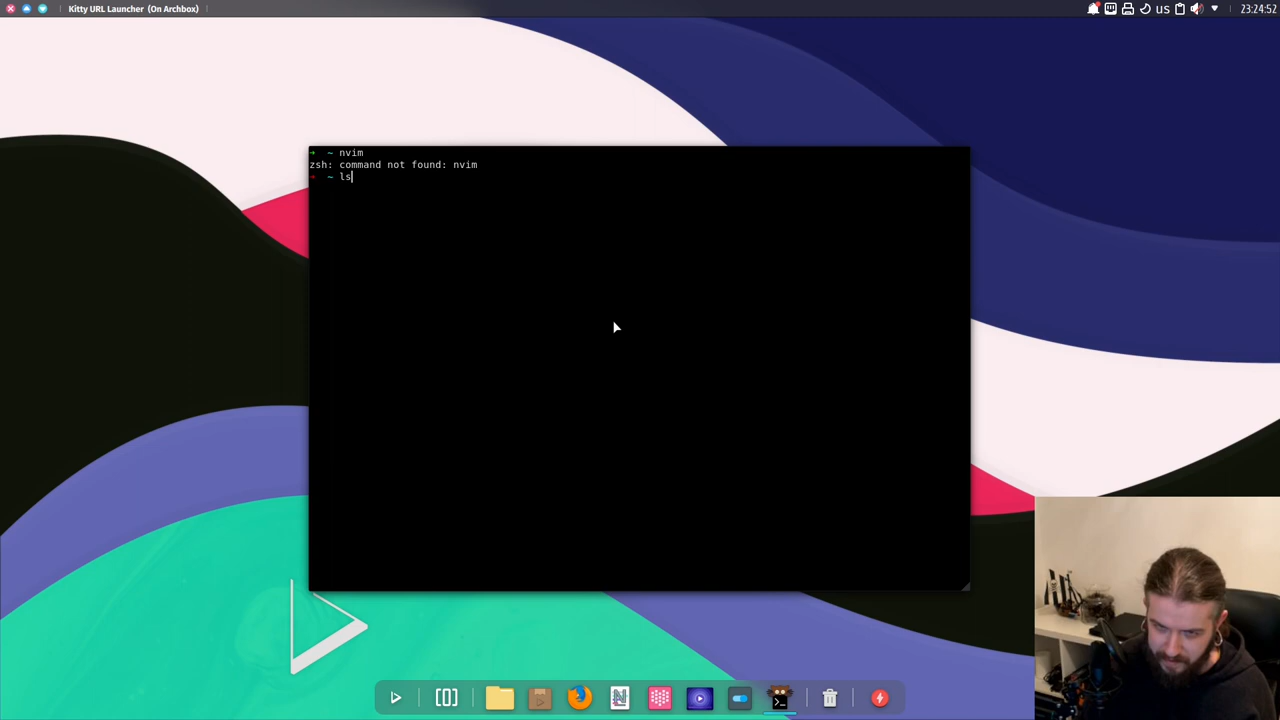 Kitty URL Launcher (On Archbox)
US
23:24:52
➜ ~ nvim
zsh: command not found: nvim
➜ ~ ls